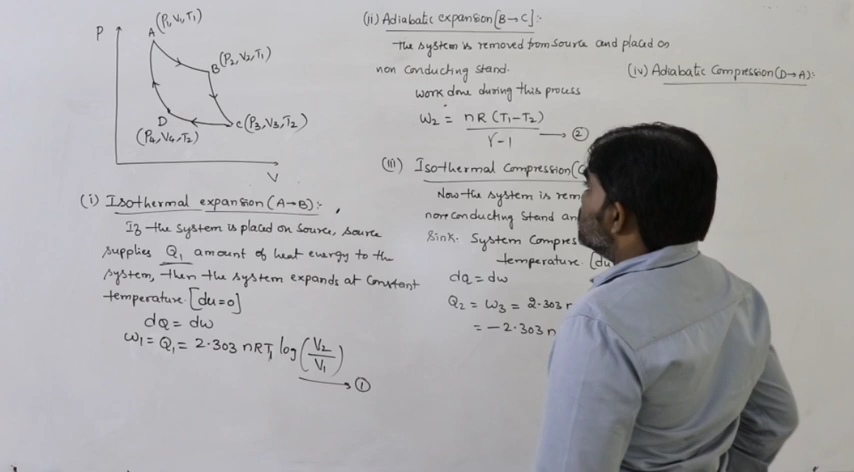 P
A (P1, V1, T1)
B (P2, V2, T1)
D
C (P3, V3, T2)
(P4, V4, T2)
V
(i) Isothermal expansion (A→B):-
If the system is placed on source, source
supplies Q1 amount of heat energy to the
system, then the system expands at constant
temperature. [du=0]
dQ = dw
W1 = Q1 = 2.303 nRT1 log (V2/V1)
→ ①
(ii) Adiabatic expansion [B→C]:-
The system is removed from source and placed on
non conducting stand.
work done during this process
W2 = nR (T1-T2)
γ-1
→ ②
(iii) Isothermal Compression (
Now the system is
non conducting stand
Sink. System
temperature. [du
dQ = dw
Q2 = W3 = 2.303
= -2.303 n
(iv) Adiabatic Compression (D→A):-